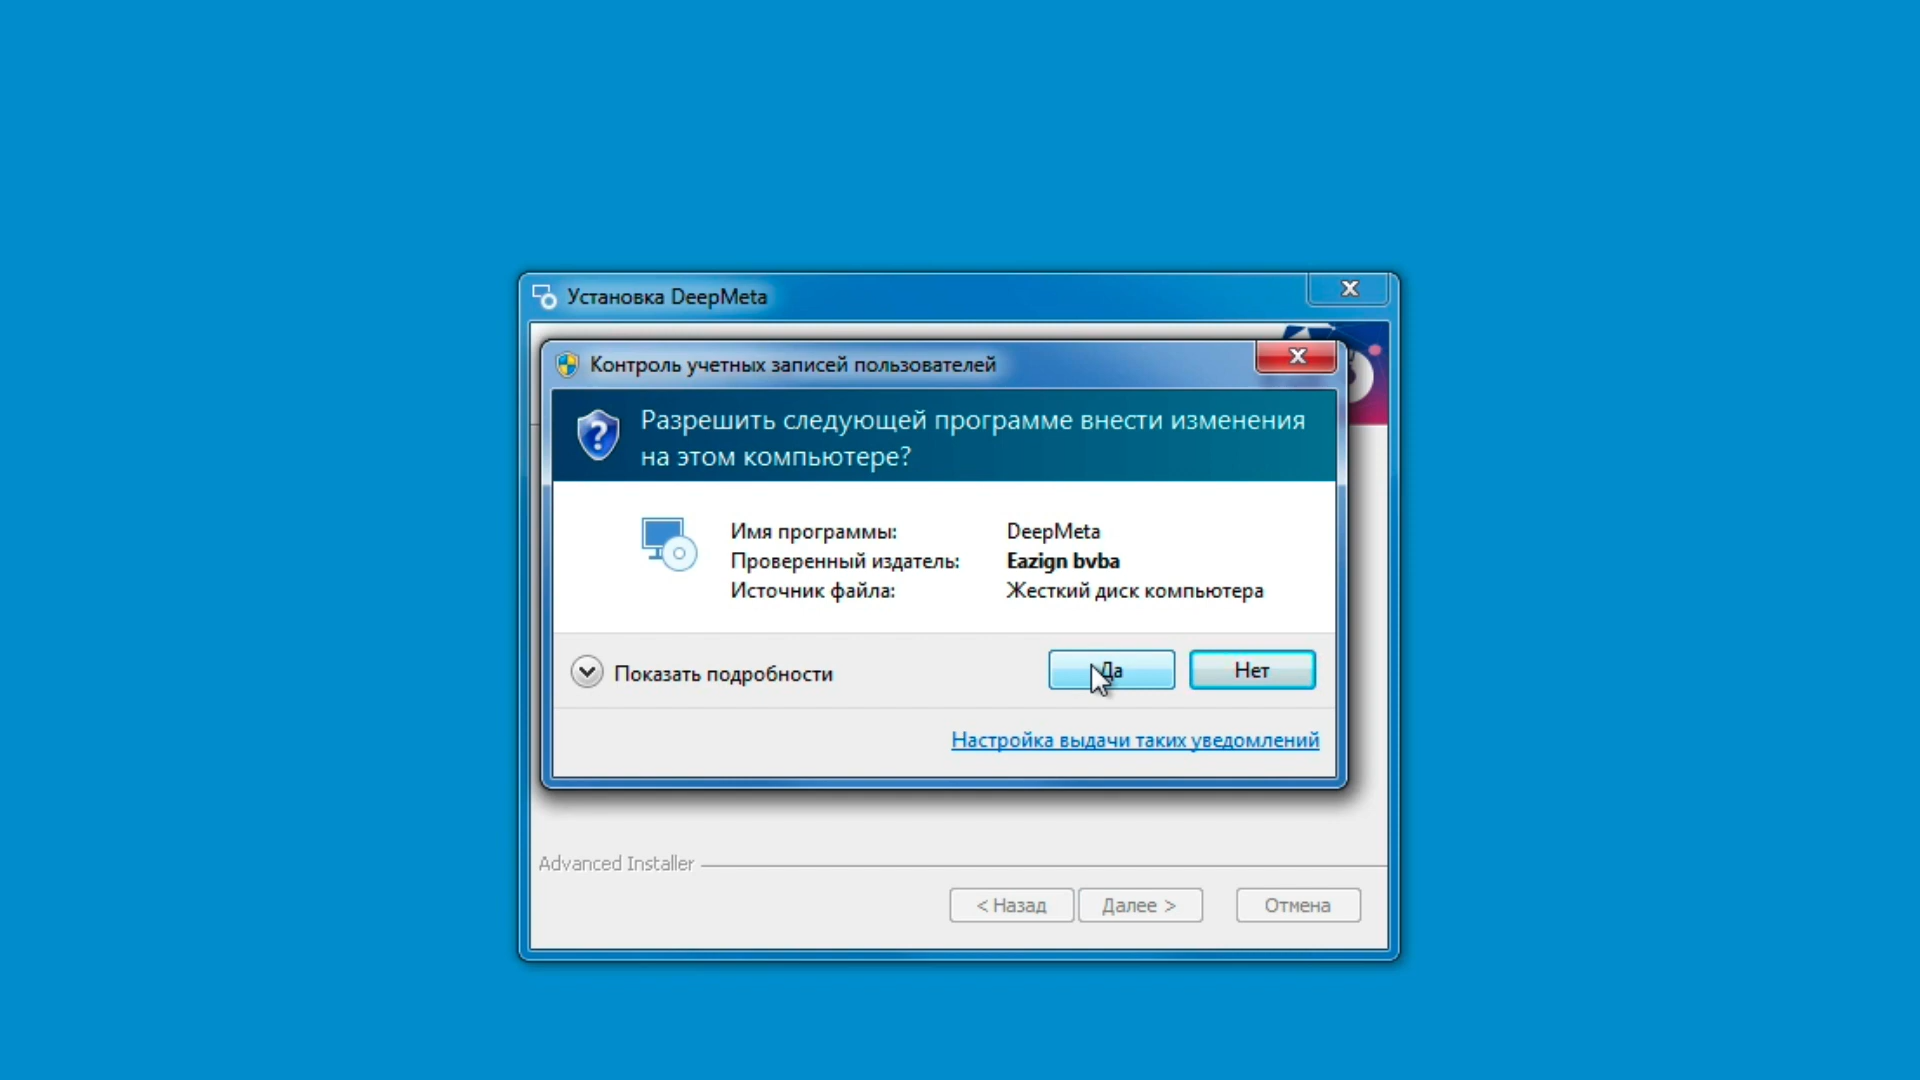 Установка DeepMeta
Контроль учетных записей пользователей
Разрешить следующей программе внести изменения
на этом компьютере?
Имя программы: DeepMeta
Проверенный издатель: Eazign bvba
Источник файла: Жесткий диск компьютера
Показать подробности
Да
Нет
Настройка выдачи таких уведомлений
Advanced Installer
< Назад
Далее >
Отмена